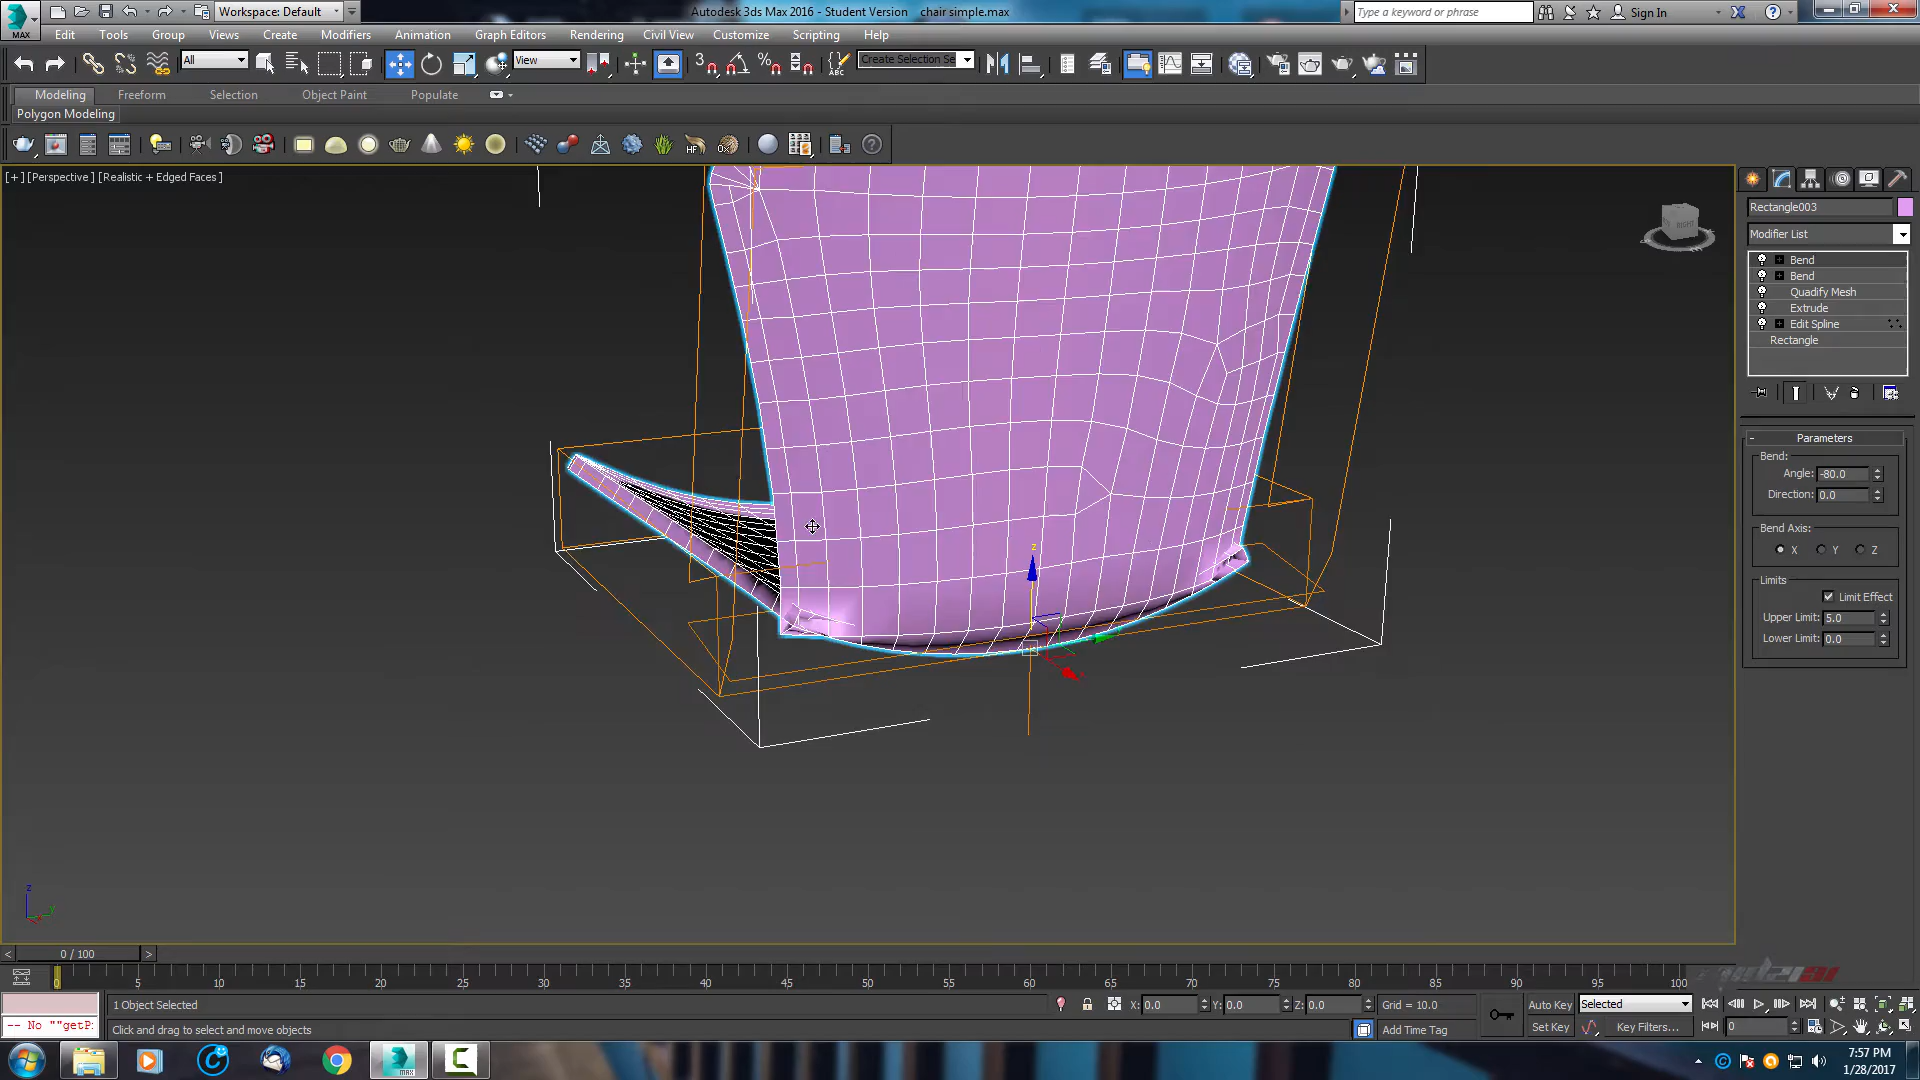 Workspace: Default
Autodesk 3ds Max 2016 - Student Version    chair simple.max
Type a keyword or phrase
Sign In
MAX
Edit
Tools
Group
Views
Create
Modifiers
Animation
Graph Editors
Rendering
Civil View
Customize
Scripting
Help
All
View
3
ABC
Create Selection Se
Modeling
Freeform
Selection
Object Paint
Populate
Polygon Modeling
HF
[+] [Perspective] [Realistic + Edged Faces]
RIGHT
Rectangle003
Modifier List
Bend
Bend
Quadify Mesh
Extrude
Edit Spline
Rectangle
- Parameters
Bend:
Angle: -80.0
Direction: 0.0
Bend Axis:
X Y Z
Limits
Limit Effect
Upper Limit: 5.0
Lower Limit: 0.0
z
z
y
< 0 / 100 >
0 5 10 15 20 25 30 35 40 45 50 55 60 65 70 75 80 85 90 95 100
1 Object Selected
X: 0.0 Y: 0.0 Z: 0.0
Grid = 10.0
Auto Key
Selected
-- No ""getP:
Click and drag to select and move objects
Add Time Tag
Set Key
Key Filters...
0
MAX
7:57 PM
1/28/2017